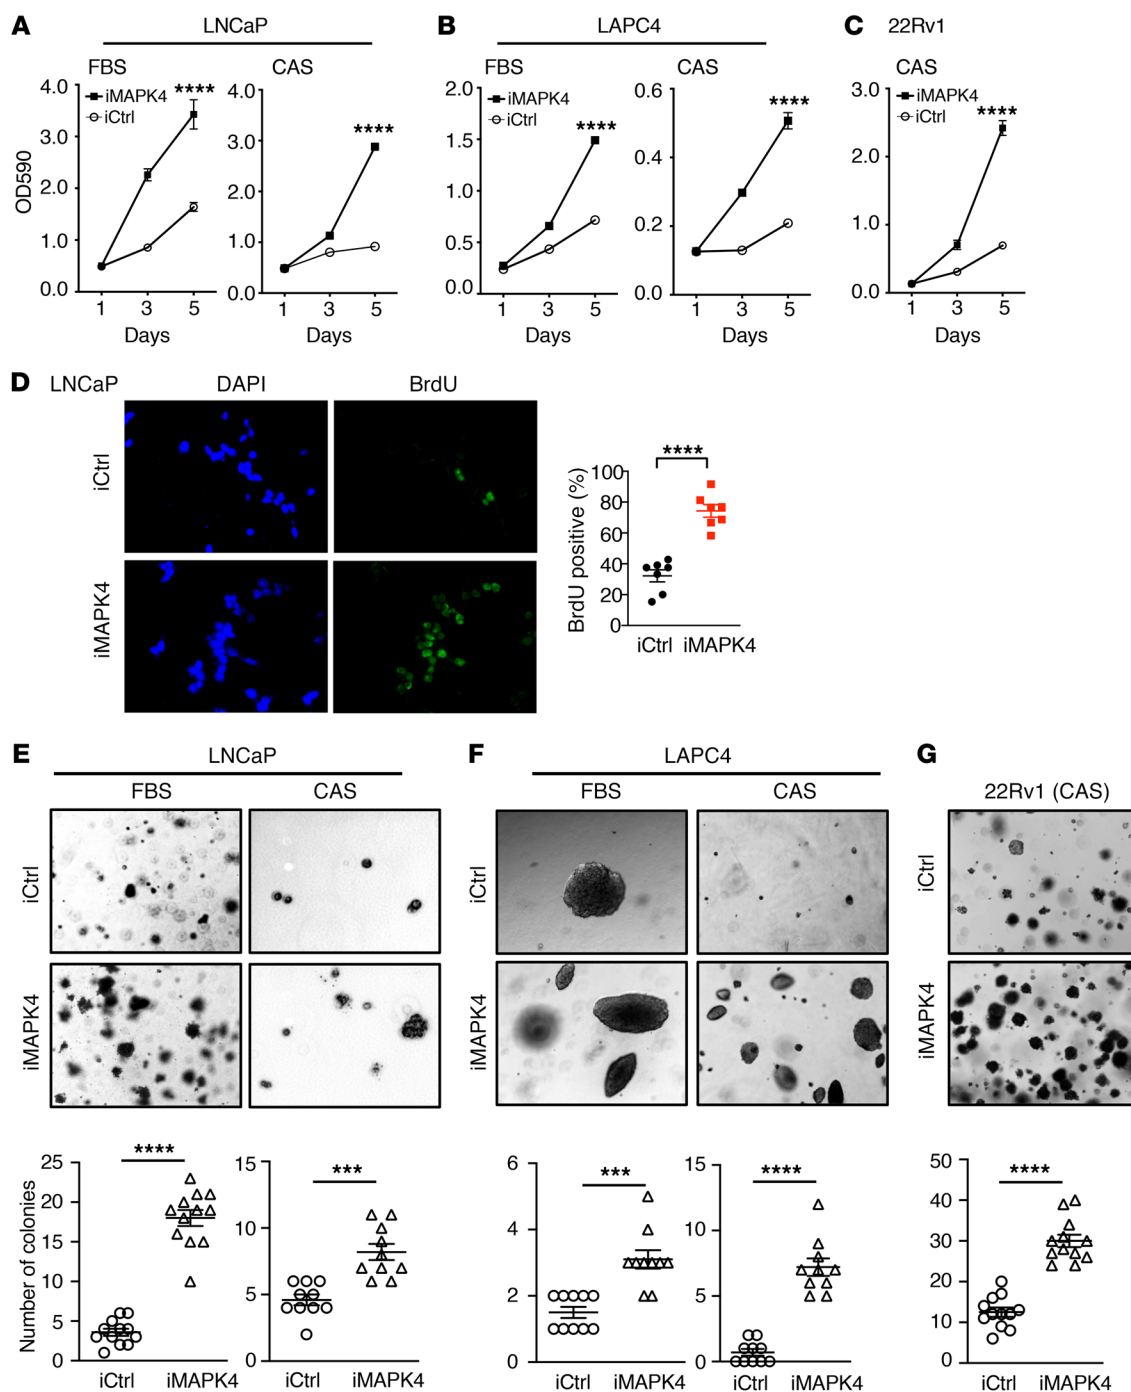 A LNCaP B LAPC4 C 22Rv1
FBS CAS FBS CAS CAS
OD590
4.0
3.0
2.0
1.0
0.0
iMAPK4
iCtrl
****
1 3 5
Days
4.0
3.0
2.0
1.0
0.0
****
1 3 5
Days
2.0
1.5
1.0
0.5
0.0
iMAPK4
iCtrl
****
1 3 5
Days
0.6
0.4
0.2
0.0
****
1 3 5
Days
3.0
2.0
1.0
0.0
iMAPK4
iCtrl
****
1 3 5
Days
D LNCaP DAPI BrdU
iCtrl
iMAPK4
BrdU positive (%)
100
80
60
40
20
0
****
iCtrl iMAPK4
E LNCaP F LAPC4 G
FBS CAS FBS CAS 22Rv1 (CAS)
iCtrl iCtrl iCtrl
iMAPK4 iMAPK4 iMAPK4
Number of colonies
25
20
15
10
5
0
****
iCtrl iMAPK4
15
10
5
0
***
iCtrl iMAPK4
6
4
2
0
***
iCtrl iMAPK4
15
10
5
0
****
iCtrl iMAPK4
50
40
30
20
10
0
****
iCtrl iMAPK4